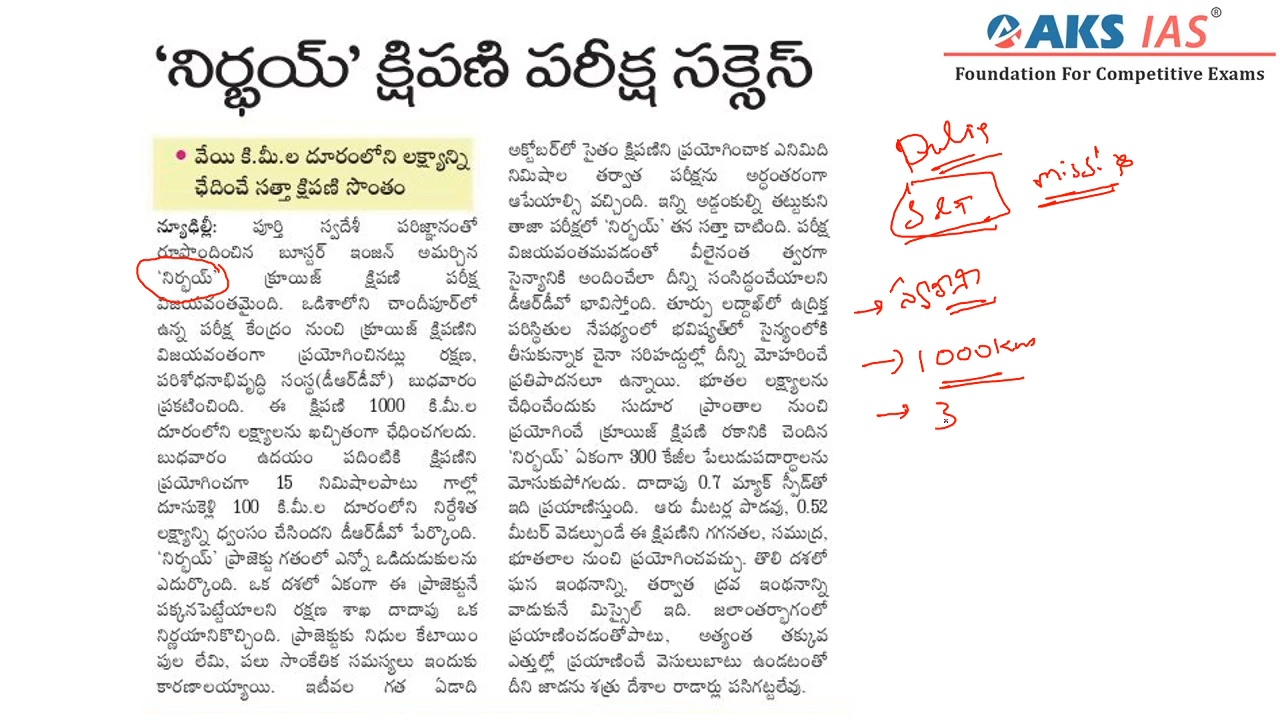 AKS IAS®
Foundation For Competitive Exams
‘నిర్భయ్’ క్షిపణి పరీక్ష సక్సెస్
• వేయి కి.మీ.ల దూరంలోని లక్ష్యాన్ని
ఛేదించే సత్తా క్షిపణి సొంతం
న్యూఢిల్లీ: పూర్తి స్వదేశీ పరిజ్ఞానంతో
రూపొందించిన బూస్టర్ ఇంజన్ అమర్చిన
‘నిర్భయ్’ క్రూయిజ్ క్షిపణి పరీక్ష
విజయవంతమైంది. ఒడిశాలోని చాందీపూర్‌లో
ఉన్న పరీక్ష కేంద్రం నుంచి క్రూయిజ్ క్షిపణిని
విజయవంతంగా ప్రయోగించినట్లు రక్షణ,
పరిశోధనాభివృద్ధి సంస్థ(డీఆర్‌డీవో) బుధవారం
ప్రకటించింది. ఈ క్షిపణి 1000 కి.మీ.ల
దూరంలోని లక్ష్యాలను ఖచ్చితంగా ఛేధించగలదు.
బుధవారం ఉదయం పదింటికి క్షిపణిని
ప్రయోగించగా 15 నిమిషాలపాటు గాల్లో
దూసుకెళ్లి 100 కి.మీ.ల దూరంలోని నిర్దేశిత
లక్ష్యాన్ని ధ్వంసం చేసిందని డీఆర్‌డీవో పేర్కొంది.
‘నిర్భయ్’ ప్రాజెక్టు గతంలో ఎన్నో ఒడిదుడుకులను
ఎదుర్కొంది. ఒక దశలో ఏకంగా ఈ ప్రాజెక్టునే
పక్కనపెట్టేయాలని రక్షణ శాఖ దాదాపు ఒక
నిర్ణయానికొచ్చింది. ప్రాజెక్టుకు నిధుల కేటాయిం
పుల లేమి, పలు సాంకేతిక సమస్యలు ఇందుకు
కారణాలయ్యాయి. ఇటీవల గత ఏడాది
అక్టోబర్‌లో సైతం క్షిపణిని ప్రయోగించాక ఎనిమిది
నిమిషాల తర్వాత పరీక్షను అర్ధంతరంగా
ఆపేయాల్సి వచ్చింది. ఇన్ని అడ్డంకుల్ని తట్టుకుని
తాజా పరీక్షలో ‘నిర్భయ్’ తన సత్తా చాటింది. పరీక్ష
విజయవంతమవడంతో వీలైనంత త్వరగా
సైన్యానికి అందించేలా దీన్ని సంసిద్ధంచేయాలని
డీఆర్‌డీవో భావిస్తోంది. తూర్పు లద్దాఖ్‌లో ఉద్రిక్త
పరిస్థితుల నేపథ్యంలో భవిష్యత్‌లో సైన్యంలోకి
తీసుకున్నాక చైనా సరిహద్దుల్లో దీన్ని మోహరించే
ప్రతిపాదనలూ ఉన్నాయి. భూతల లక్ష్యాలను
చేధించేందుకు సుదూర ప్రాంతాల నుంచి
ప్రయోగించే క్రూయిజ్ క్షిపణి రకానికి చెందిన
‘నిర్భయ్’ ఏకంగా 300 కేజీల పేలుడుపదార్థాలను
మోసుకుపోగలదు. దాదాపు 0.7 మ్యాక్ స్పీడ్‌తో
ఇది ప్రయాణిస్తుంది. ఆరు మీటర్ల పొడవు, 0.52
మీటర్ వెడల్పుండే ఈ క్షిపణిని గగనతల, సముద్ర,
భూతలాల నుంచి ప్రయోగించవచ్చు. తొలి దశలో
ఘన ఇంథనాన్ని, తర్వాత ద్రవ ఇంథనాన్ని
వాడుకునే మిస్సైల్ ఇది. జలాంతర్భాగంలో
ప్రయాణించడంతోపాటు, అత్యంత తక్కువ
ఎత్తుల్లో ప్రయాణించే వెసులుబాటు ఉండటంతో
దీని జాడను శత్రు దేశాల రాడార్లు పసిగట్టలేవు.
S&T
→ 1000 kms
→ 3